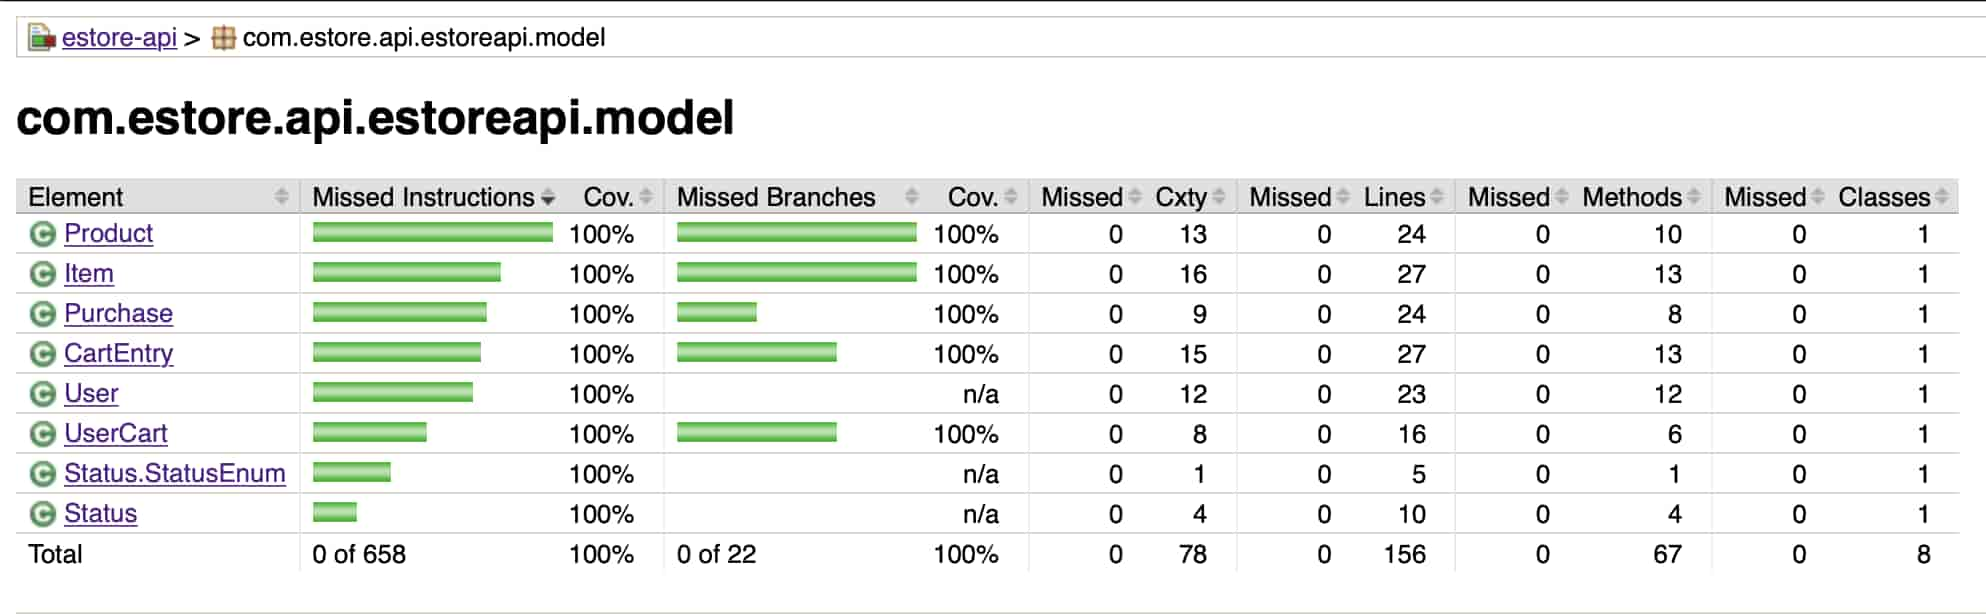 estore-api > com.estore.api.estoreapi.model
com.estore.api.estoreapi.model
Element Missed Instructions Cov. Missed Branches Cov. Missed Cxty Missed Lines Missed Methods Missed Classes
C Product 100% 100% 0 13 0 24 0 10 0 1
C Item 100% 100% 0 16 0 27 0 13 0 1
C Purchase 100% 100% 0 9 0 24 0 8 0 1
C CartEntry 100% 100% 0 15 0 27 0 13 0 1
C User 100% n/a 0 12 0 23 0 12 0 1
C UserCart 100% 100% 0 8 0 16 0 6 0 1
C Status.StatusEnum 100% n/a 0 1 0 5 0 1 0 1
C Status 100% n/a 0 4 0 10 0 4 0 1
Total 0 of 658 100% 0 of 22 100% 0 78 0 156 0 67 0 8